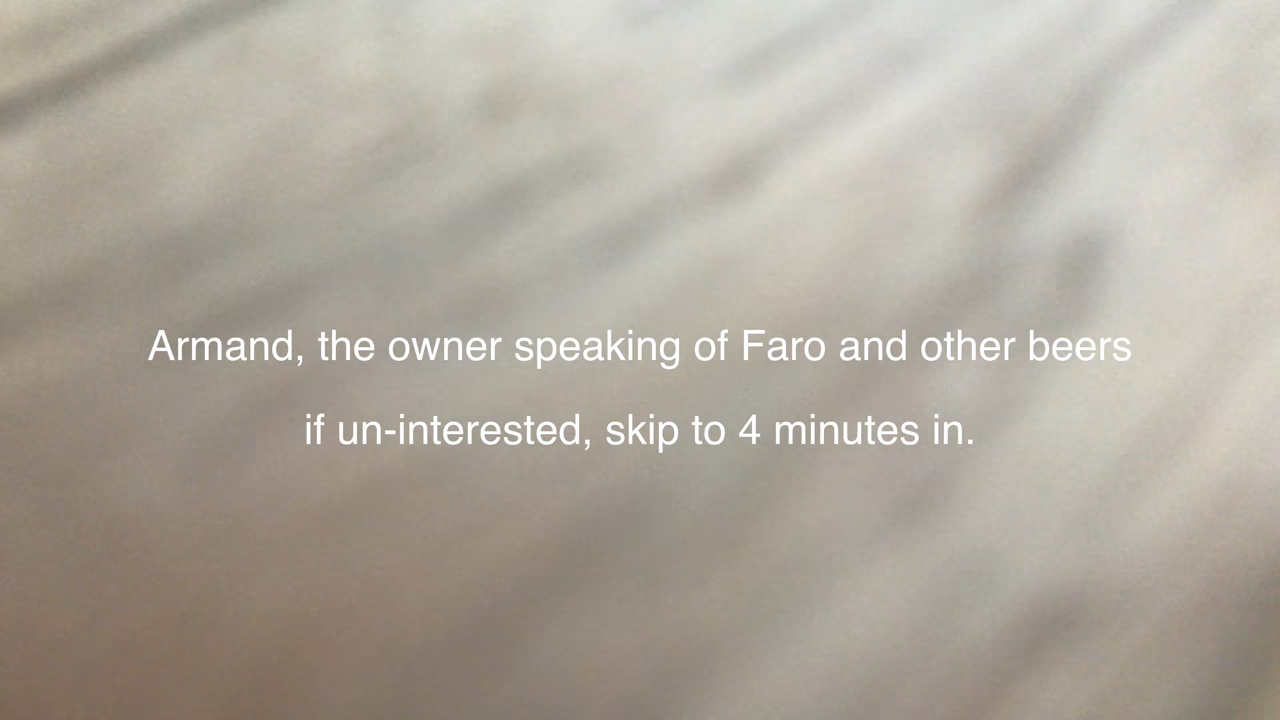 Armand, the owner speaking of Faro and other beers
if un-interested, skip to 4 minutes in.